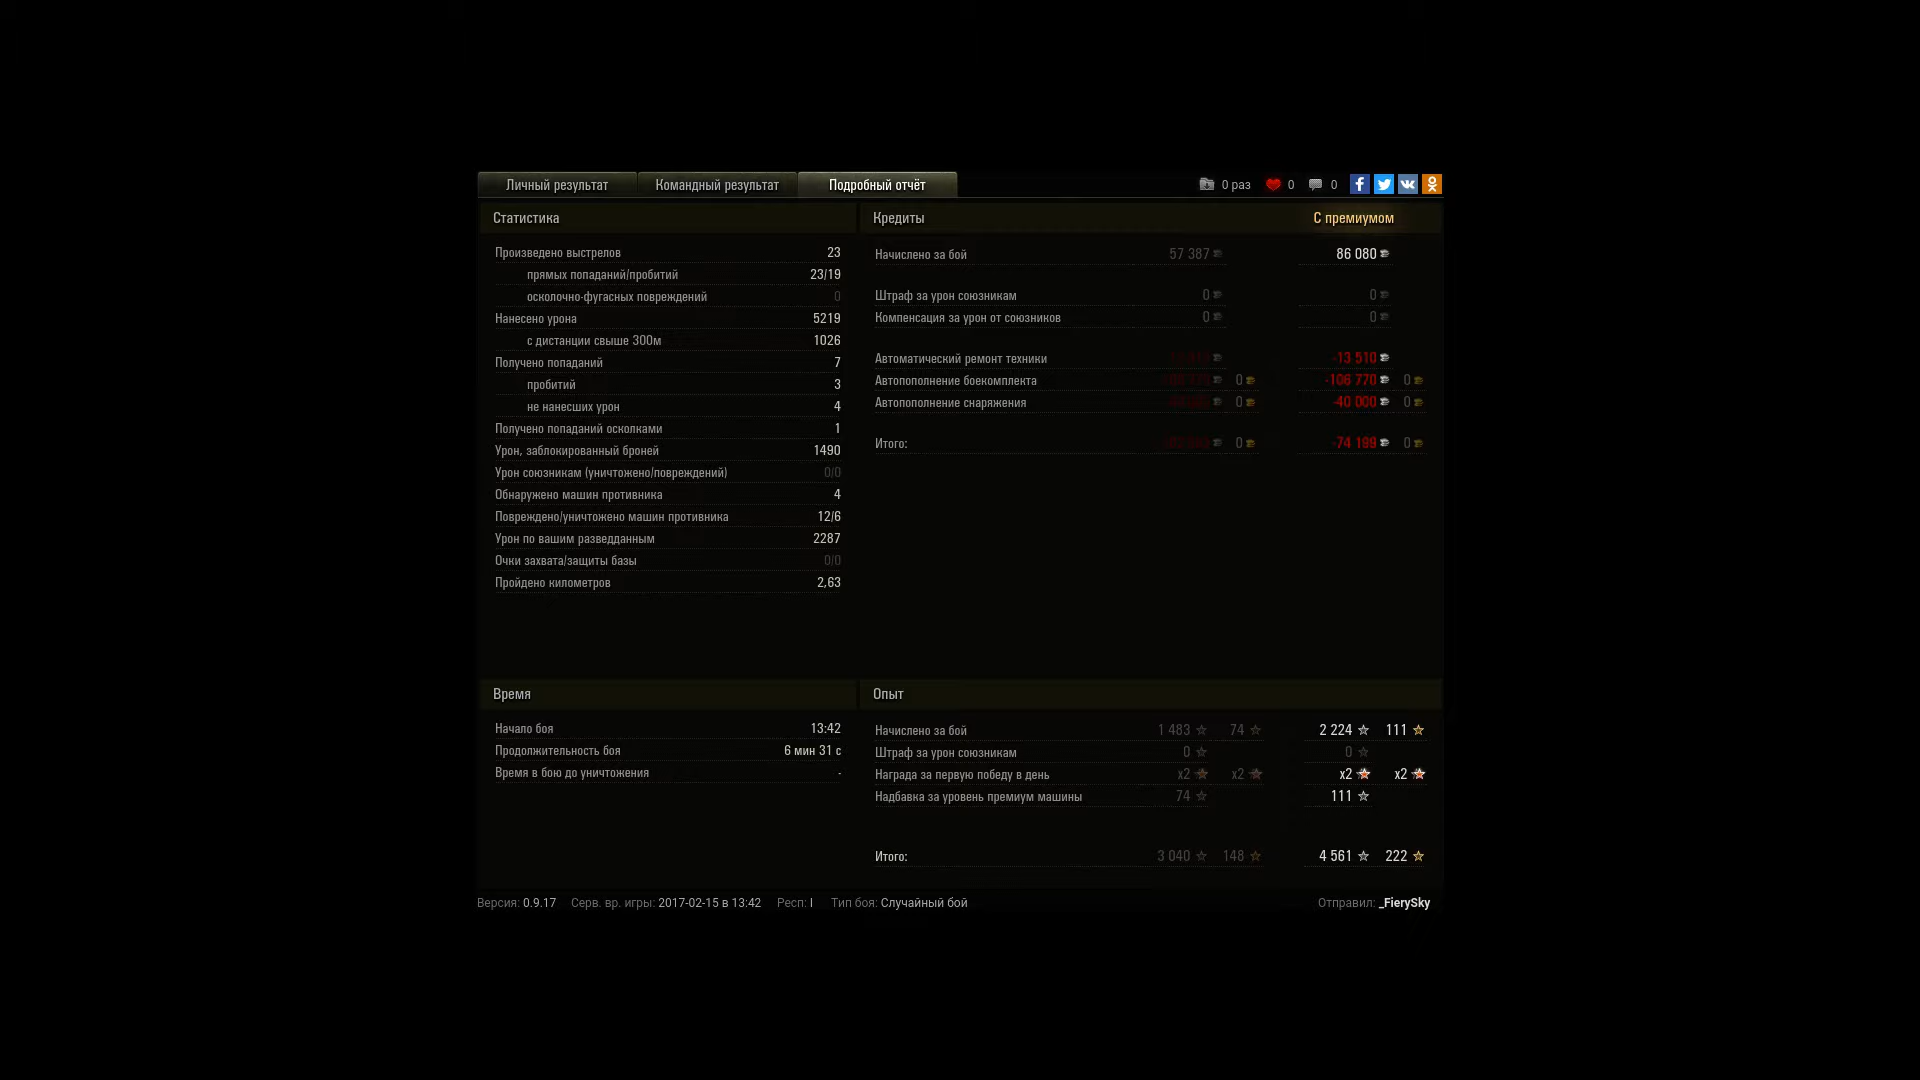 Личный результат Командный результат Подробный отчёт 0 раз 0 0
Статистика
Произведено выстрелов 23
прямых попаданий/пробитий 23/19
осколочно-фугасных повреждений 0
Нанесено урона 5219
с дистанции свыше 300м 1026
Получено попаданий 7
пробитий 3
не нанесших урон 4
Получено попаданий осколками 1
Урон, заблокированный броней 1490
Урон союзникам (уничтожено/повреждений) 0/0
Обнаружено машин противника 4
Повреждено/уничтожено машин противника 12/6
Урон по вашим разведданным 2287
Очки захвата/защиты базы 0/0
Пройдено километров 2,63
Кредиты С премиумом
Начислено за бой 57 387 86 080
Штраф за урон союзникам 0 0
Компенсация за урон от союзников 0 0
Автоматический ремонт техники -13 510
Автопополнение боекомплекта 0 -106 770 0
Автопополнение снаряжения 0 -40 000 0
Итого: 0 -74 199 0
Время
Начало боя 13:42
Продолжительность боя 6 мин 31 с
Время в бою до уничтожения -
Опыт
Начислено за бой 1 483 74 2 224 111
Штраф за урон союзникам 0 0
Награда за первую победу в день x2 x2 x2 x2
Надбавка за уровень премиум машины 74 111
Итого: 3 040 148 4 561 222
Версия: 0.9.17 Серв. вр. игры: 2017-02-15 в 13:42 Респ: I Тип боя: Случайный бой Отправил: _FierySky